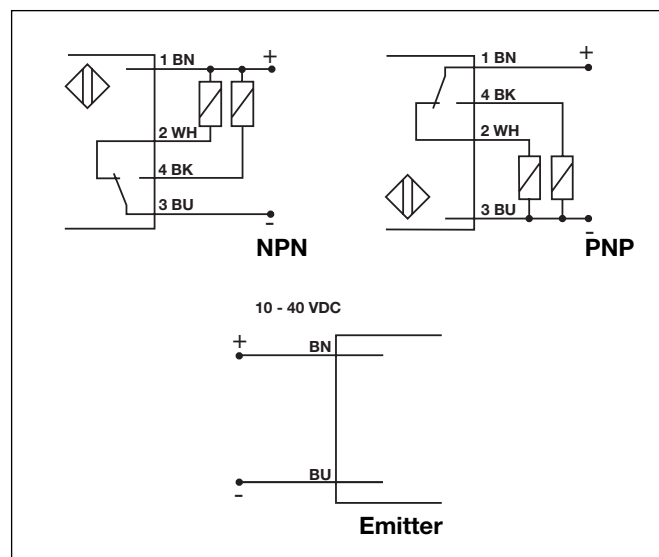 1 BN
+
2 WH
4 BK
3 BU
-
NPN
1 BN
+
4 BK
2 WH
3 BU
-
PNP
10 - 40 VDC
+
BN
BU
-
Emitter